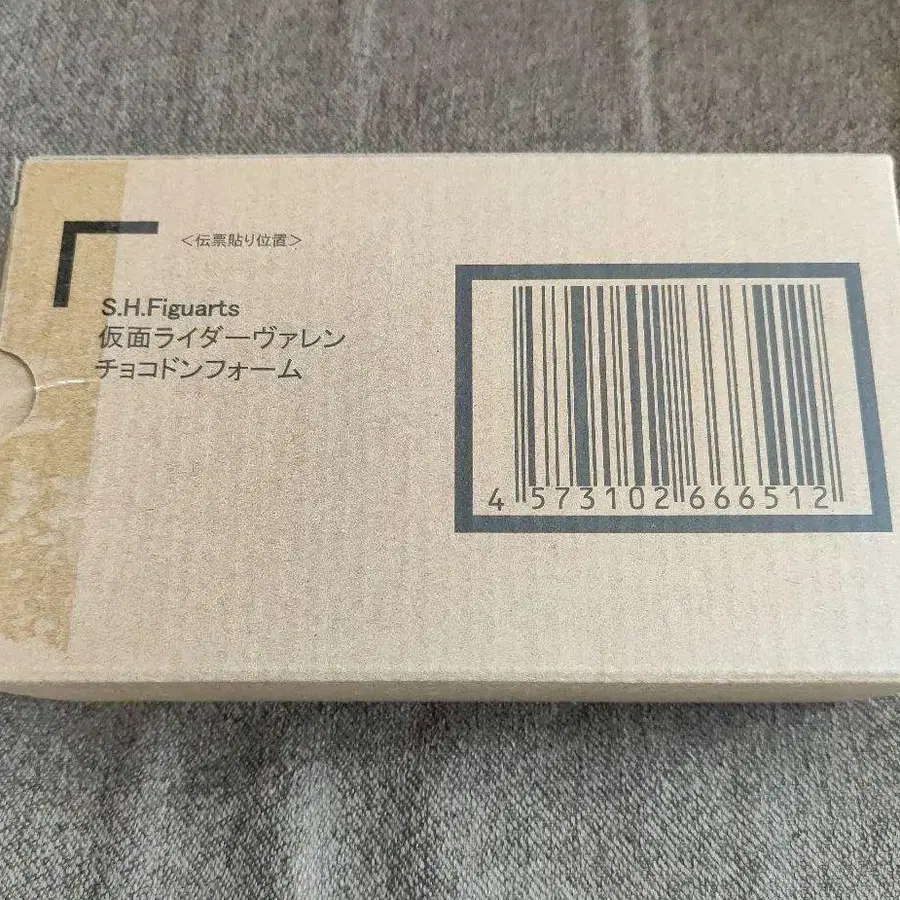 ＜伝票貼り位置＞
S.H.Figuarts
仮面ライダーヴァレン
チョコドンフォーム
4 573102 666512